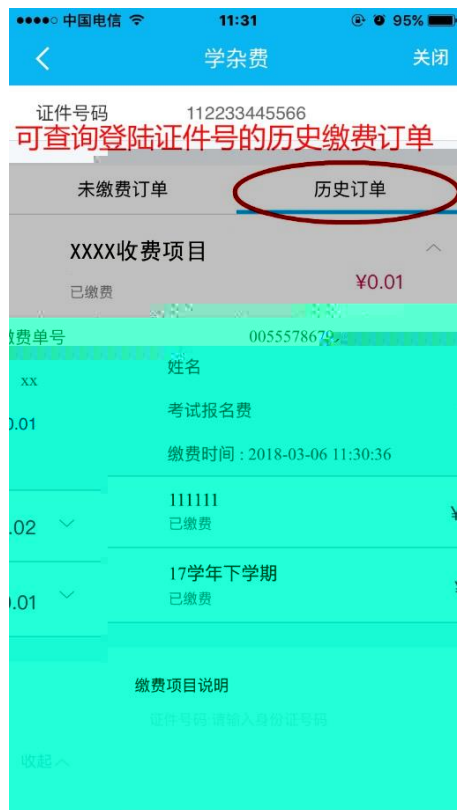 中国电信 11:31 95%
学杂费 关闭
证件号码 112233445566
可查询登陆证件号的历史缴费订单
未缴费订单 历史订单
XXXX收费项目
已缴费 ¥0.01
费单号 0055578679
xx 姓名
0.01 考试报名费
缴费时间 : 2018-03-06 11:30:36
111111
.02 已缴费
17学年下学期
.01 已缴费
缴费项目说明
证件号码 请输入身份证号码
收起